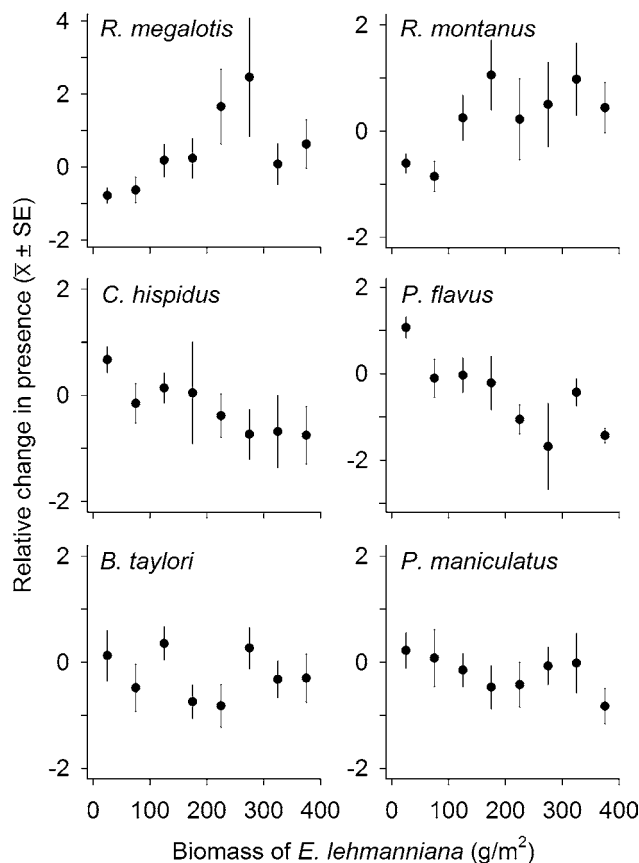 R. megalotis
R. montanus
4
2
0
-2
2
0
-2
C. hispidus
P. flavus
2
0
-2
2
0
-2
B. taylori
P. maniculatus
2
0
-2
2
0
-2
0 100 200 300 400
0 100 200 300 400
Relative change in presence (x̅ ± SE)
Biomass of E. lehmanniana (g/m²)